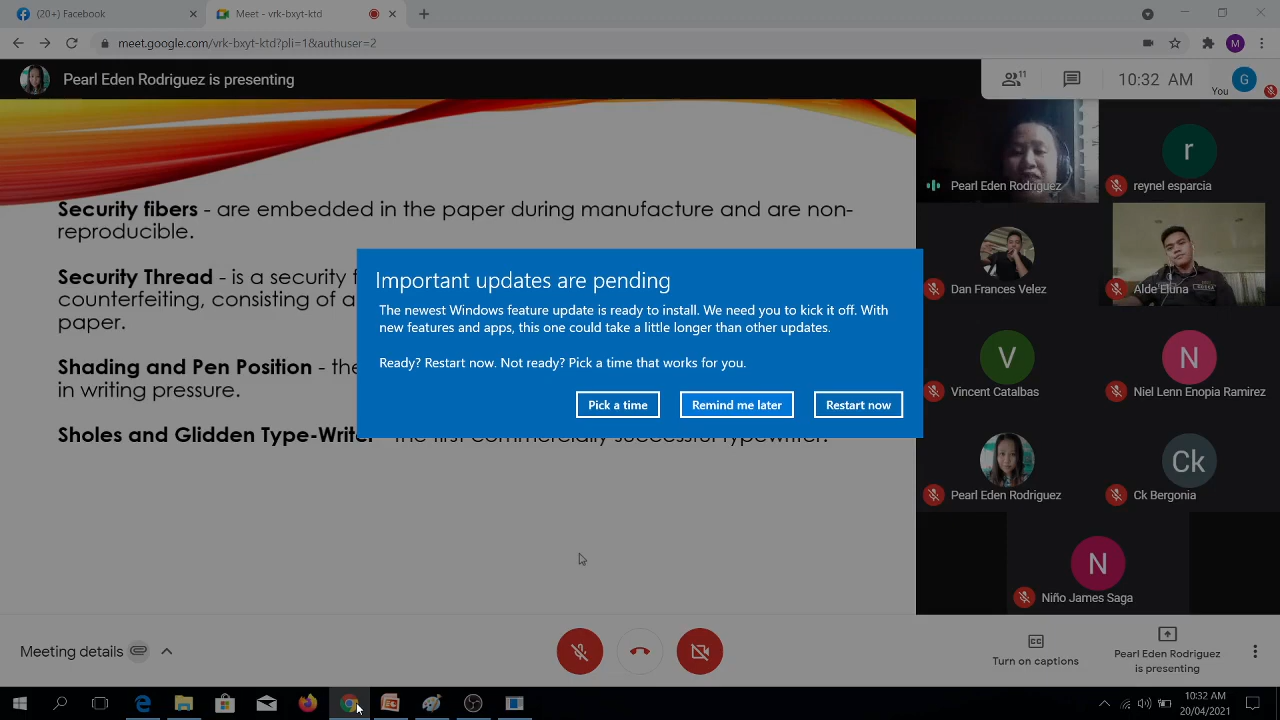 (20+) Facebook
Meet - vrk-bxyt-ktd
meet.google.com/vrk-bxyt-ktd?pli=1&authuser=2
M
Pearl Eden Rodriguez is presenting
11
10:32 AM
You
G
Security fibers - are embedded in the paper during manufacture and are non-
reproducible.
Security Thread - is a security f
counterfeiting, consisting of a
paper.
Shading and Pen Position - the
in writing pressure.
Sholes and Glidden Type-Writer - the first commercially successful typewriter.
Important updates are pending
The newest Windows feature update is ready to install. We need you to kick it off. With
new features and apps, this one could take a little longer than other updates.
Ready? Restart now. Not ready? Pick a time that works for you.
Pick a time
Remind me later
Restart now
Pearl Eden Rodriguez
r
reynel esparcia
Dan Frances Velez
Alde Eluna
V
Vincent Catalbas
N
Niel Lenn Enopia Ramirez
Pearl Eden Rodriguez
Ck
Ck Bergonia
N
Niño James Saga
Meeting details
CC
Turn on captions
Pearl Eden Rodriguez
is presenting
10:32 AM
20/04/2021